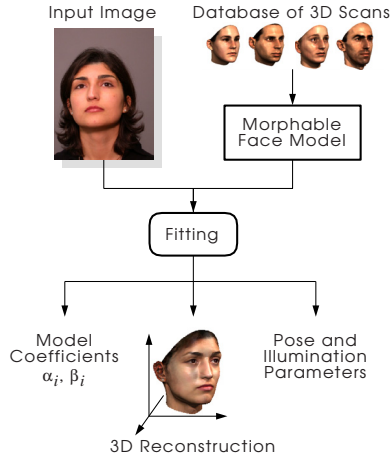 Input Image
Database of 3D Scans
Morphable
Face Model
Fitting
Model
Coefficients
αᵢ, βᵢ
Pose and
Illumination
Parameters
3D Reconstruction